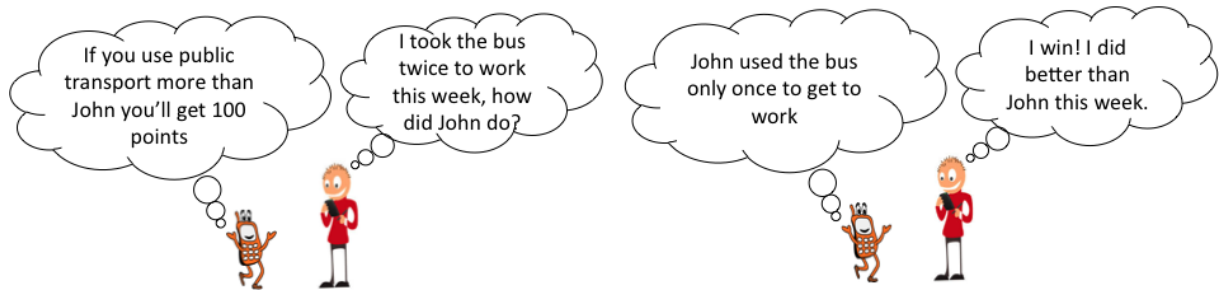 If you use public
transport more than
John you'll get 100
points
I took the bus
twice to work
this week, how
did John do?
John used the bus
only once to get to
work
I win! I did
better than
John this week.